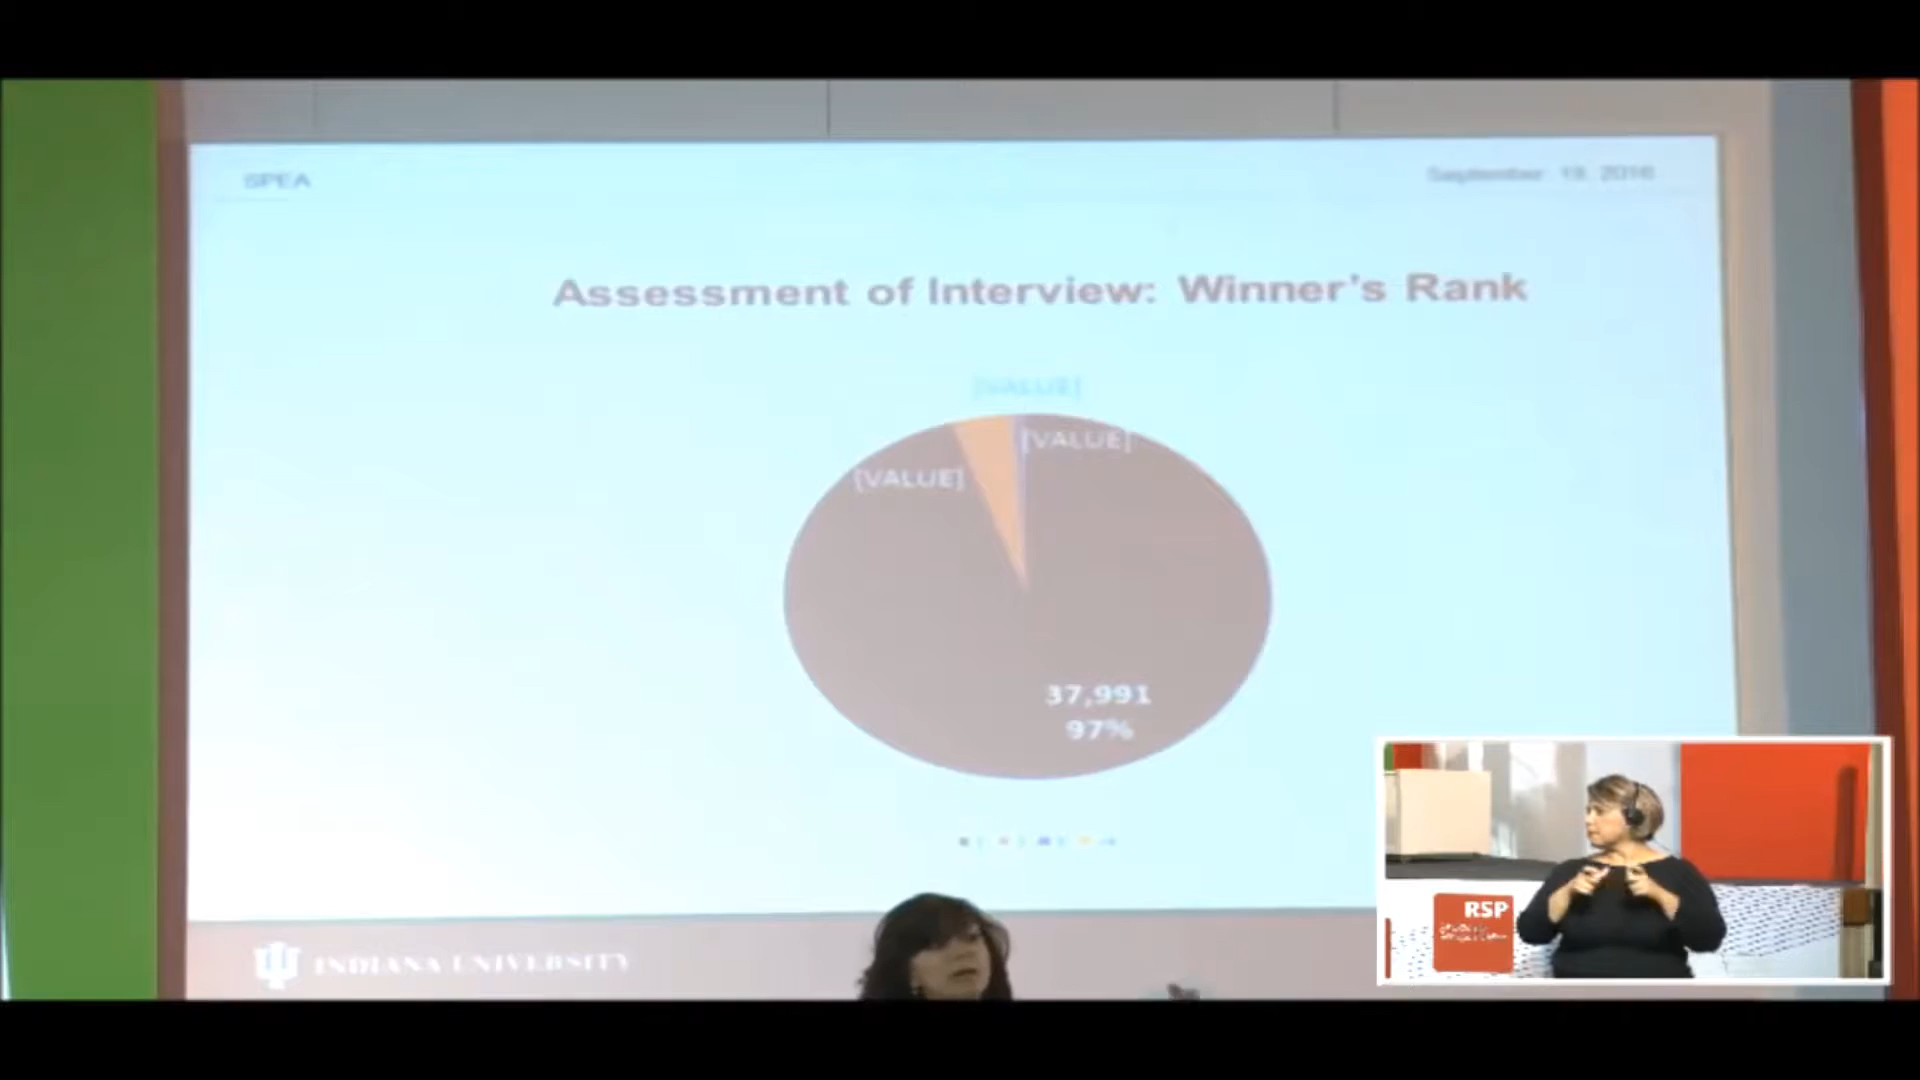 SPEA
September 19, 2016
Assessment of Interview: Winner's Rank
[VALUE]
[VALUE]
[VALUE]
37,991
97%
INDIANA UNIVERSITY
RSP